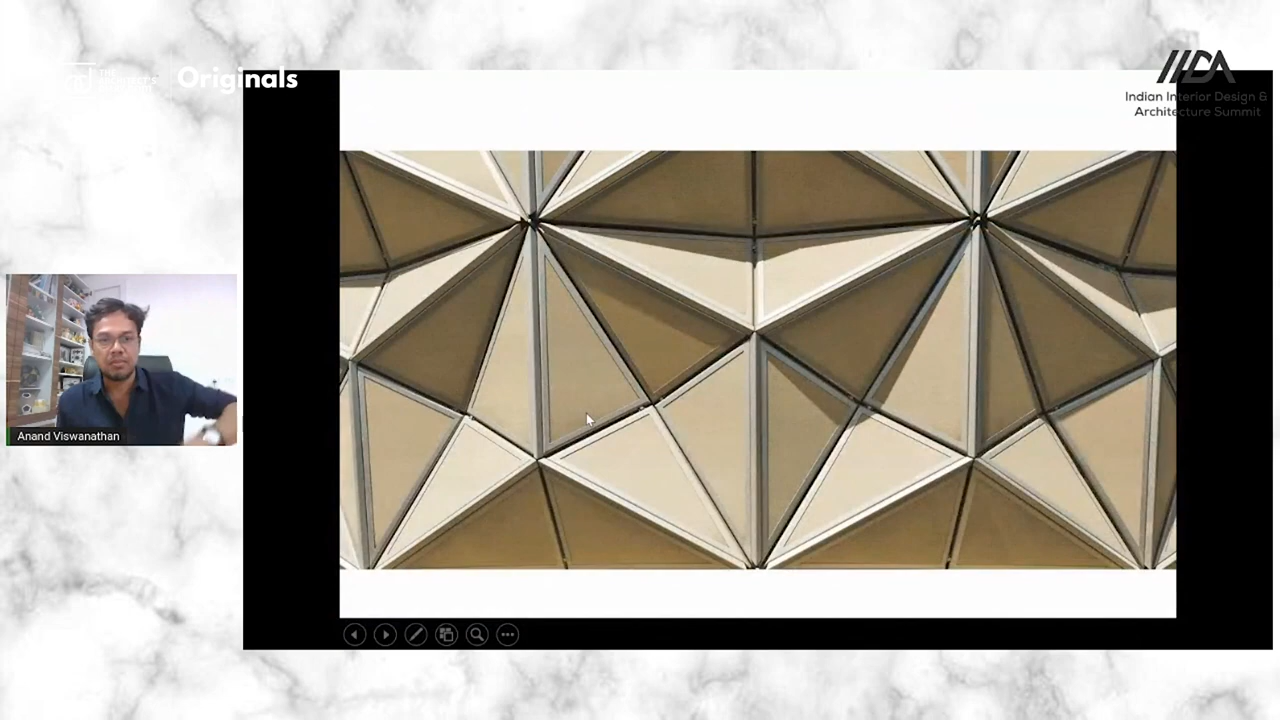 Originals
IIDA
Indian Interior Design &
Architecture Summit
Anand Viswanathan